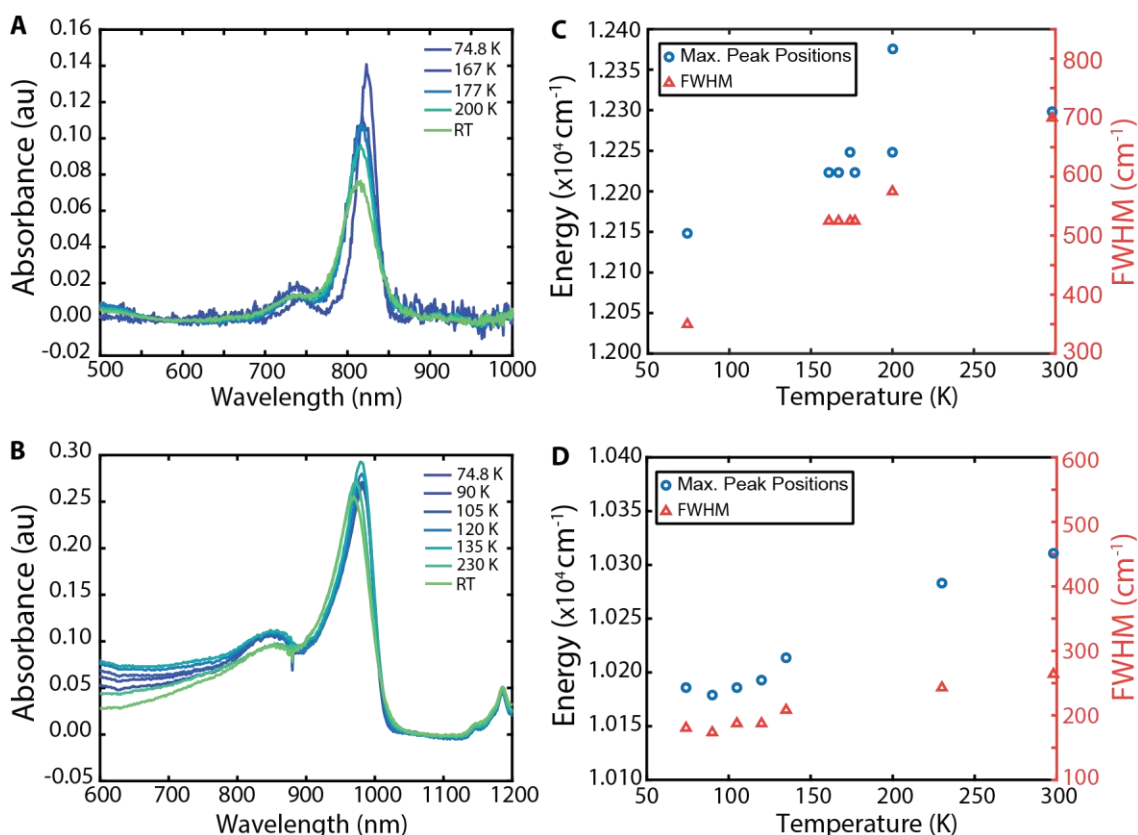 A
0.16
0.14
0.12
0.10
0.08
0.06
0.04
0.02
0.00
-0.02
Absorbance (au)
74.8 K
167 K
177 K
200 K
RT
500 600 700 800 900 1000
Wavelength (nm)
C
1.240
1.235
1.230
1.225
1.220
1.215
1.210
1.205
1.200
Energy (x10⁴ cm⁻¹)
Max. Peak Positions
FWHM
800
700
600
500
400
300
FWHM (cm⁻¹)
50 100 150 200 250 300
Temperature (K)
B
0.30
0.25
0.20
0.15
0.10
0.05
0.00
-0.05
Absorbance (au)
74.8 K
90 K
105 K
120 K
135 K
230 K
RT
600 700 800 900 1000 1100 1200
Wavelength (nm)
D
1.040
1.035
1.030
1.025
1.020
1.015
1.010
Energy (x10⁴ cm⁻¹)
Max. Peak Positions
FWHM
600
500
400
300
200
100
FWHM (cm⁻¹)
50 100 150 200 250 300
Temperature (K)